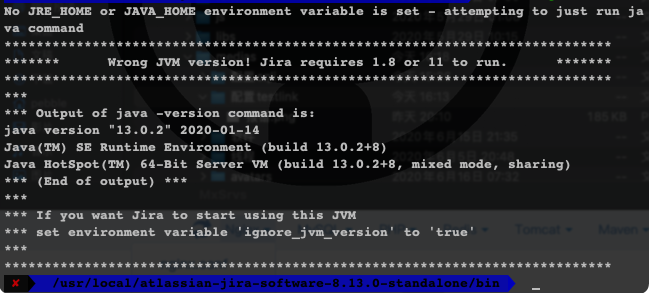 No JRE_HOME or JAVA_HOME environment variable is set - attempting to just run ja
va command
*******************************************************************************
*******      Wrong JVM version! Jira requires 1.8 or 11 to run.      *******
*******************************************************************************
***
*** Output of java -version command is:
java version "13.0.2" 2020-01-14
Java(TM) SE Runtime Environment (build 13.0.2+8)
Java HotSpot(TM) 64-Bit Server VM (build 13.0.2+8, mixed mode, sharing)
*** (End of output) ***
***
*** If you want Jira to start using this JVM
*** set environment variable 'ignore_jvm_version' to 'true'
***
*******************************************************************************
✘ /usr/local/atlassian-jira-software-8.13.0-standalone/bin _